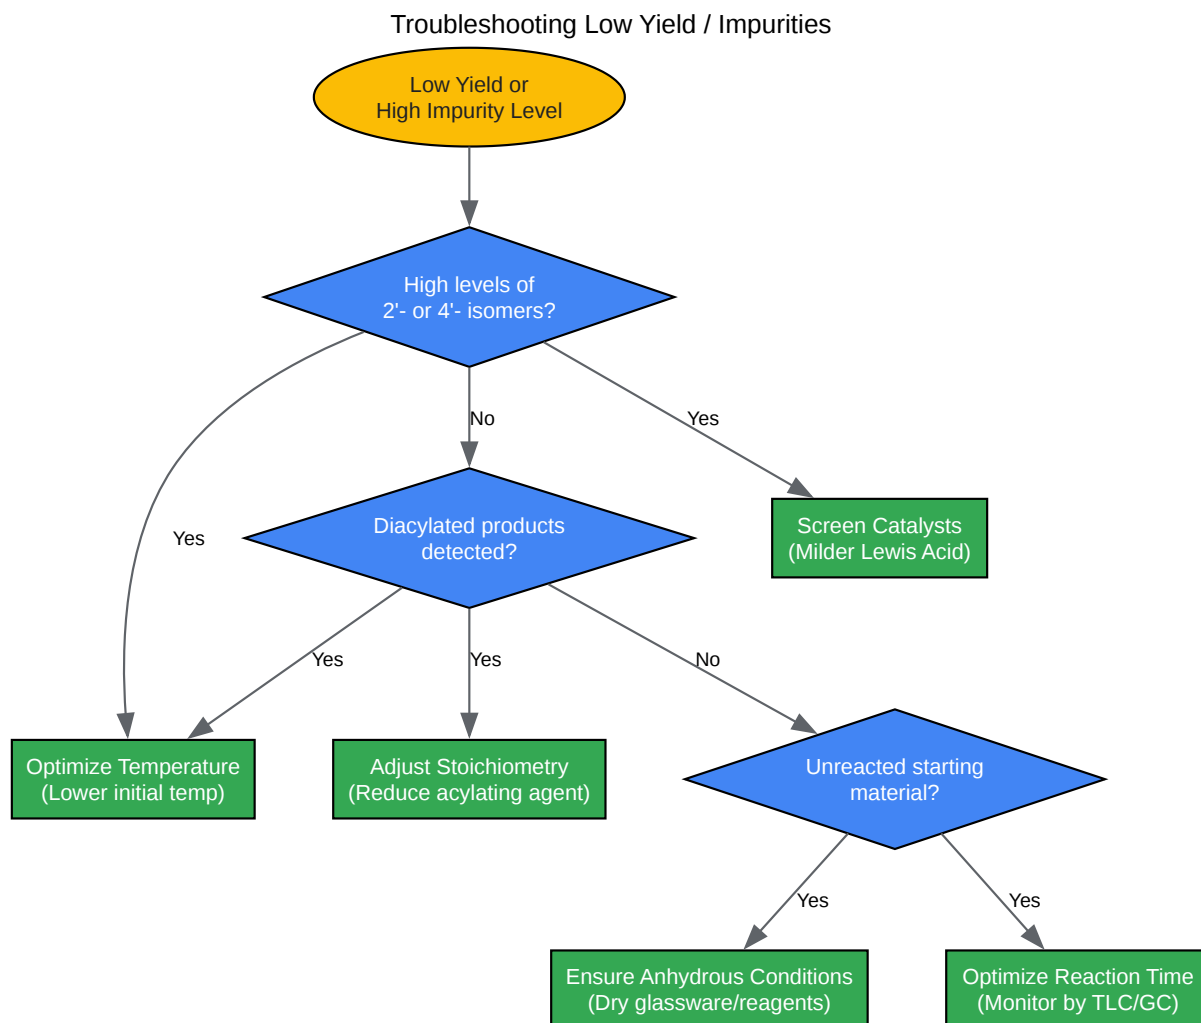 Troubleshooting Low Yield / Impurities
Low Yield or
High Impurity Level
High levels of
2'- or 4'- isomers?
No
Yes
Yes
Diacylated products
detected?
Screen Catalysts
(Milder Lewis Acid)
Yes
Yes
No
Optimize Temperature
(Lower initial temp)
Adjust Stoichiometry
(Reduce acylating agent)
Unreacted starting
material?
Yes
Yes
Ensure Anhydrous Conditions
(Dry glassware/reagents)
Optimize Reaction Time
(Monitor by TLC/GC)